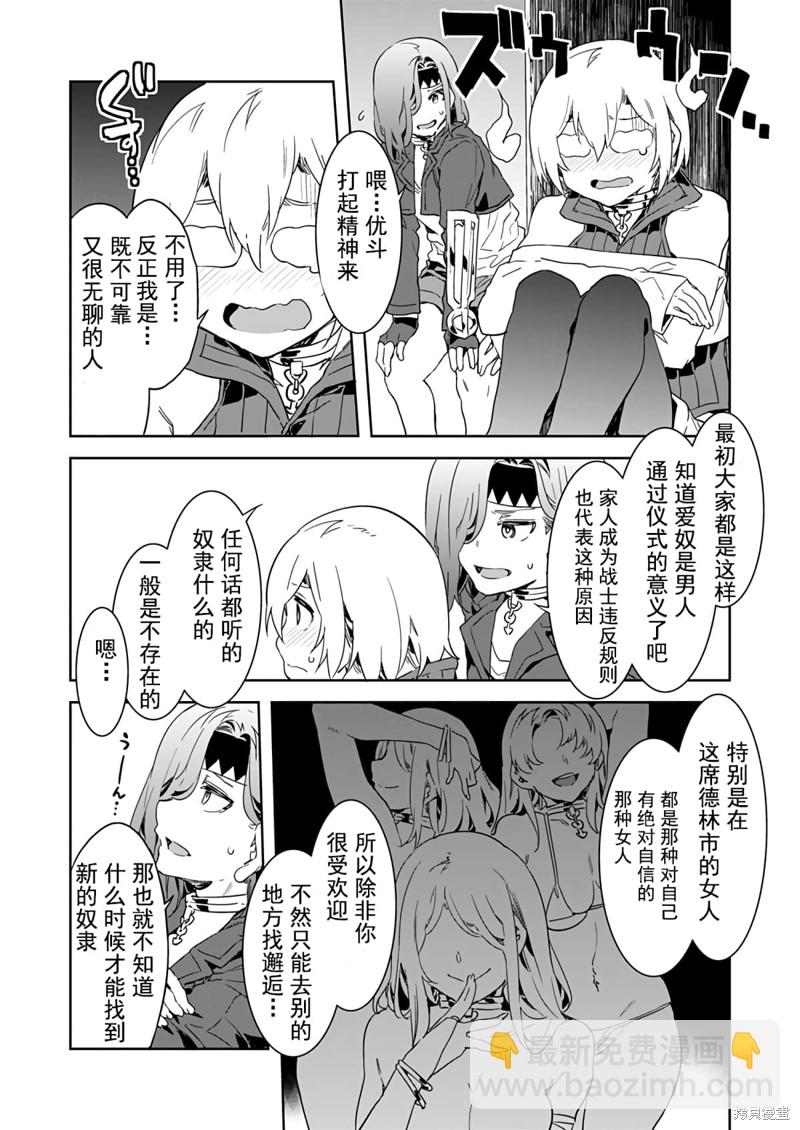 ズゥウン…
喂…优斗
打起精神来
ぐす…
不用了…
反正我是…
既不可靠
又很无聊的
人
最初大家都是这样
知道爱奴是男人
通过仪式的意义了吧
家人成为战士违反规则
也代表这种原因
任何话都听的
奴隶什么的
一般是不存在的
嗯…
特别是在
这席德林市的女人
都是那种对自己
有绝对自信的
那种女人
所以除非你
很受欢迎
不然只能去别的
地方找邂逅…
うーん…
那也就不知道
什么时候才能找到
新的奴隶
最新免费漫画
www.baozimh.com
拷貝漫畫